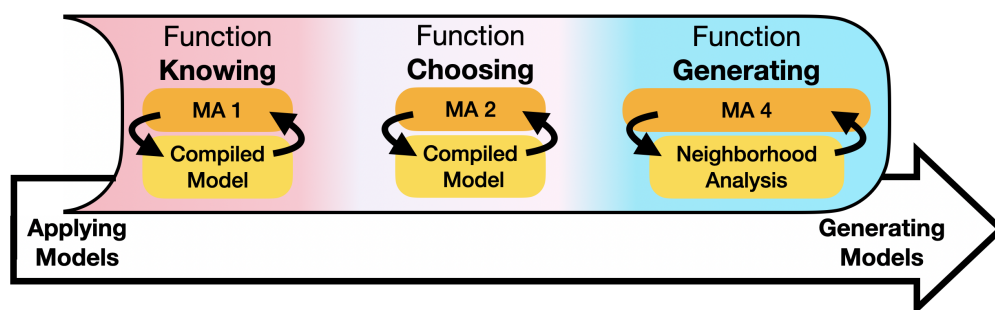 Function
Knowing
MA 1
Compiled
Model
Function
Choosing
MA 2
Compiled
Model
Function
Generating
MA 4
Neighborhood
Analysis
Applying
Models
Generating
Models